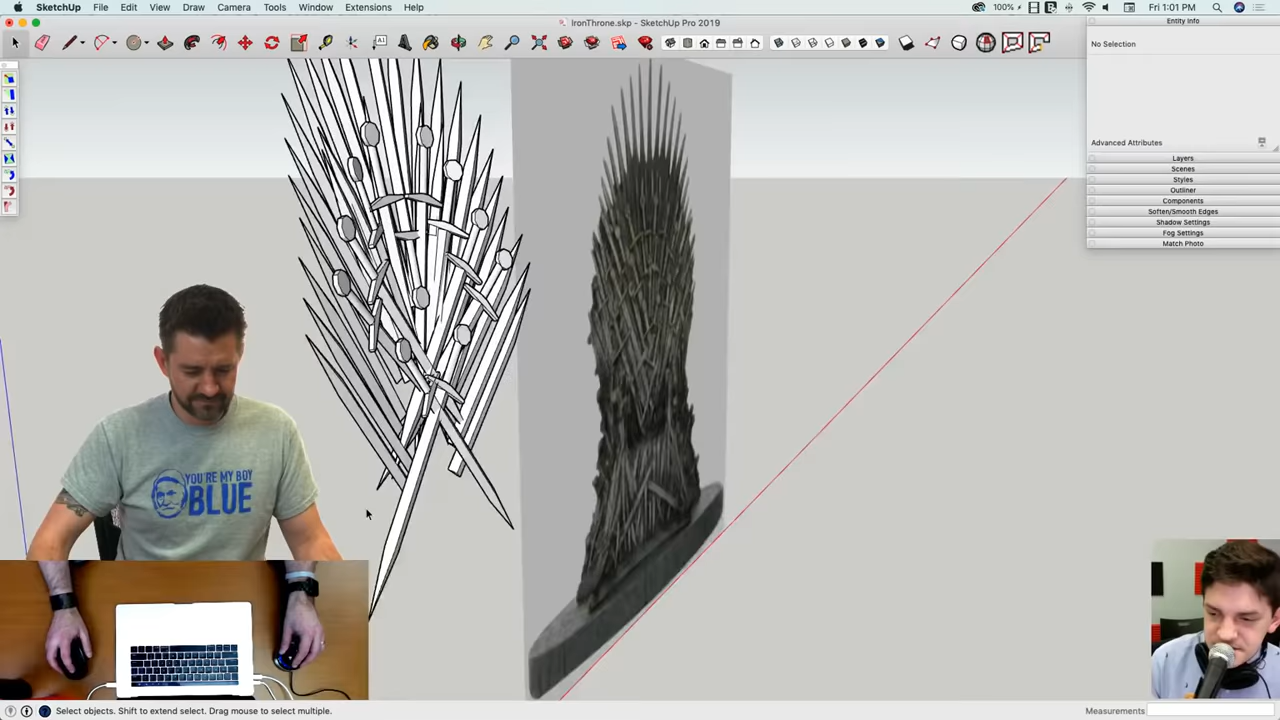 SketchUp File Edit View Draw Camera Tools Window Extensions Help
100% Fri 1:01 PM
IronThrone.skp - SketchUp Pro 2019
Entity Info
No Selection
Advanced Attributes
Layers
Scenes
Styles
Outliner
Components
Soften/Smooth Edges
Shadow Settings
Fog Settings
Match Photo
YOU'RE MY BOY
BLUE
Select objects. Shift to extend select. Drag mouse to select multiple.
Measurements